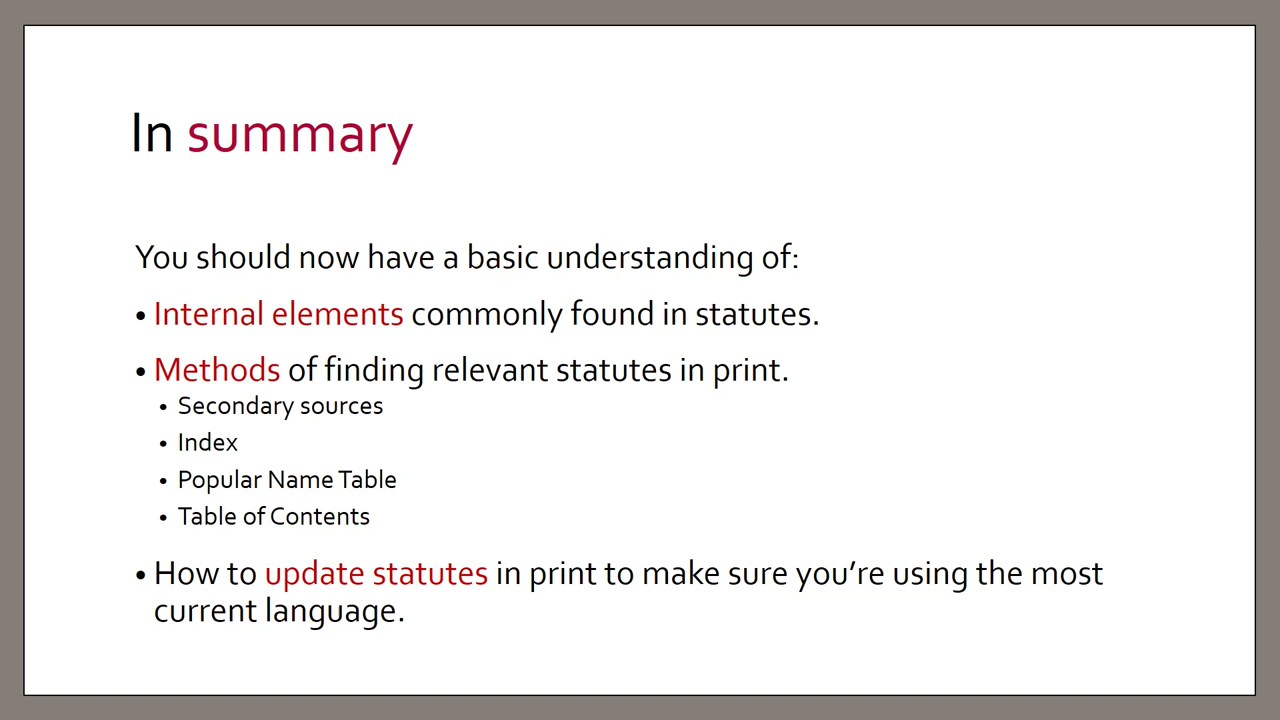 In summary
You should now have a basic understanding of:
• Internal elements commonly found in statutes.
• Methods of finding relevant statutes in print.
• Secondary sources
• Index
• Popular Name Table
• Table of Contents
• How to update statutes in print to make sure you’re using the most
current language.